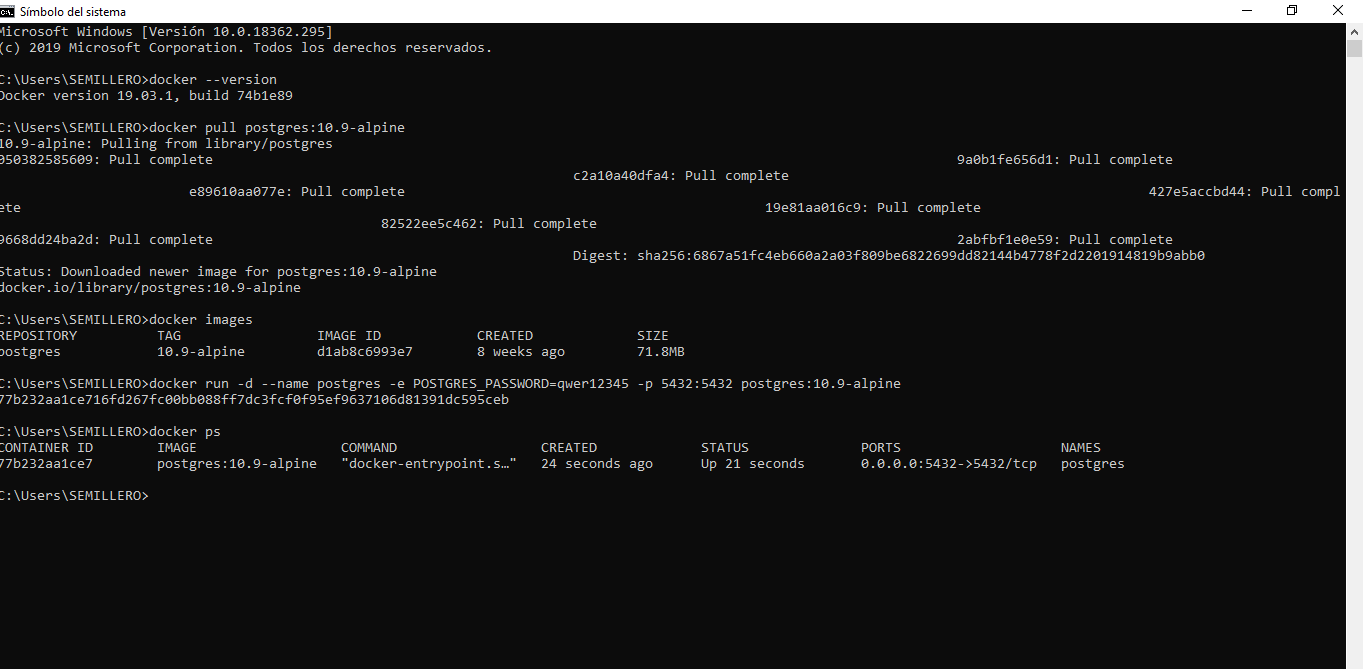 Símbolo del sistema
Microsoft Windows [Versión 10.0.18362.295]
(c) 2019 Microsoft Corporation. Todos los derechos reservados.
C:\Users\SEMILLERO>docker --version
Docker version 19.03.1, build 74b1e89
C:\Users\SEMILLERO>docker pull postgres:10.9-alpine
10.9-alpine: Pulling from library/postgres
050382585609: Pull complete 9a0b1fe656d1: Pull complete
c2a10a40dfa4: Pull complete
e89610aa077e: Pull complete 427e5accbd44: Pull compl
ete 19e81aa016c9: Pull complete
82522ee5c462: Pull complete
9668dd24ba2d: Pull complete 2abfbf1e0e59: Pull complete
Digest: sha256:6867a51fc4eb660a2a03f809be6822699dd82144b4778f2d2201914819b9abb0
Status: Downloaded newer image for postgres:10.9-alpine
docker.io/library/postgres:10.9-alpine
C:\Users\SEMILLERO>docker images
REPOSITORY TAG IMAGE ID CREATED SIZE
postgres 10.9-alpine d1ab8c6993e7 8 weeks ago 71.8MB
C:\Users\SEMILLERO>docker run -d --name postgres -e POSTGRES_PASSWORD=qwer12345 -p 5432:5432 postgres:10.9-alpine
77b232aa1ce716fd267fc00bb088ff7dc3fcf0f95ef9637106d81391dc595ceb
C:\Users\SEMILLERO>docker ps
CONTAINER ID IMAGE COMMAND CREATED STATUS PORTS NAMES
77b232aa1ce7 postgres:10.9-alpine "docker-entrypoint.s…" 24 seconds ago Up 21 seconds 0.0.0.0:5432->5432/tcp postgres
C:\Users\SEMILLERO>